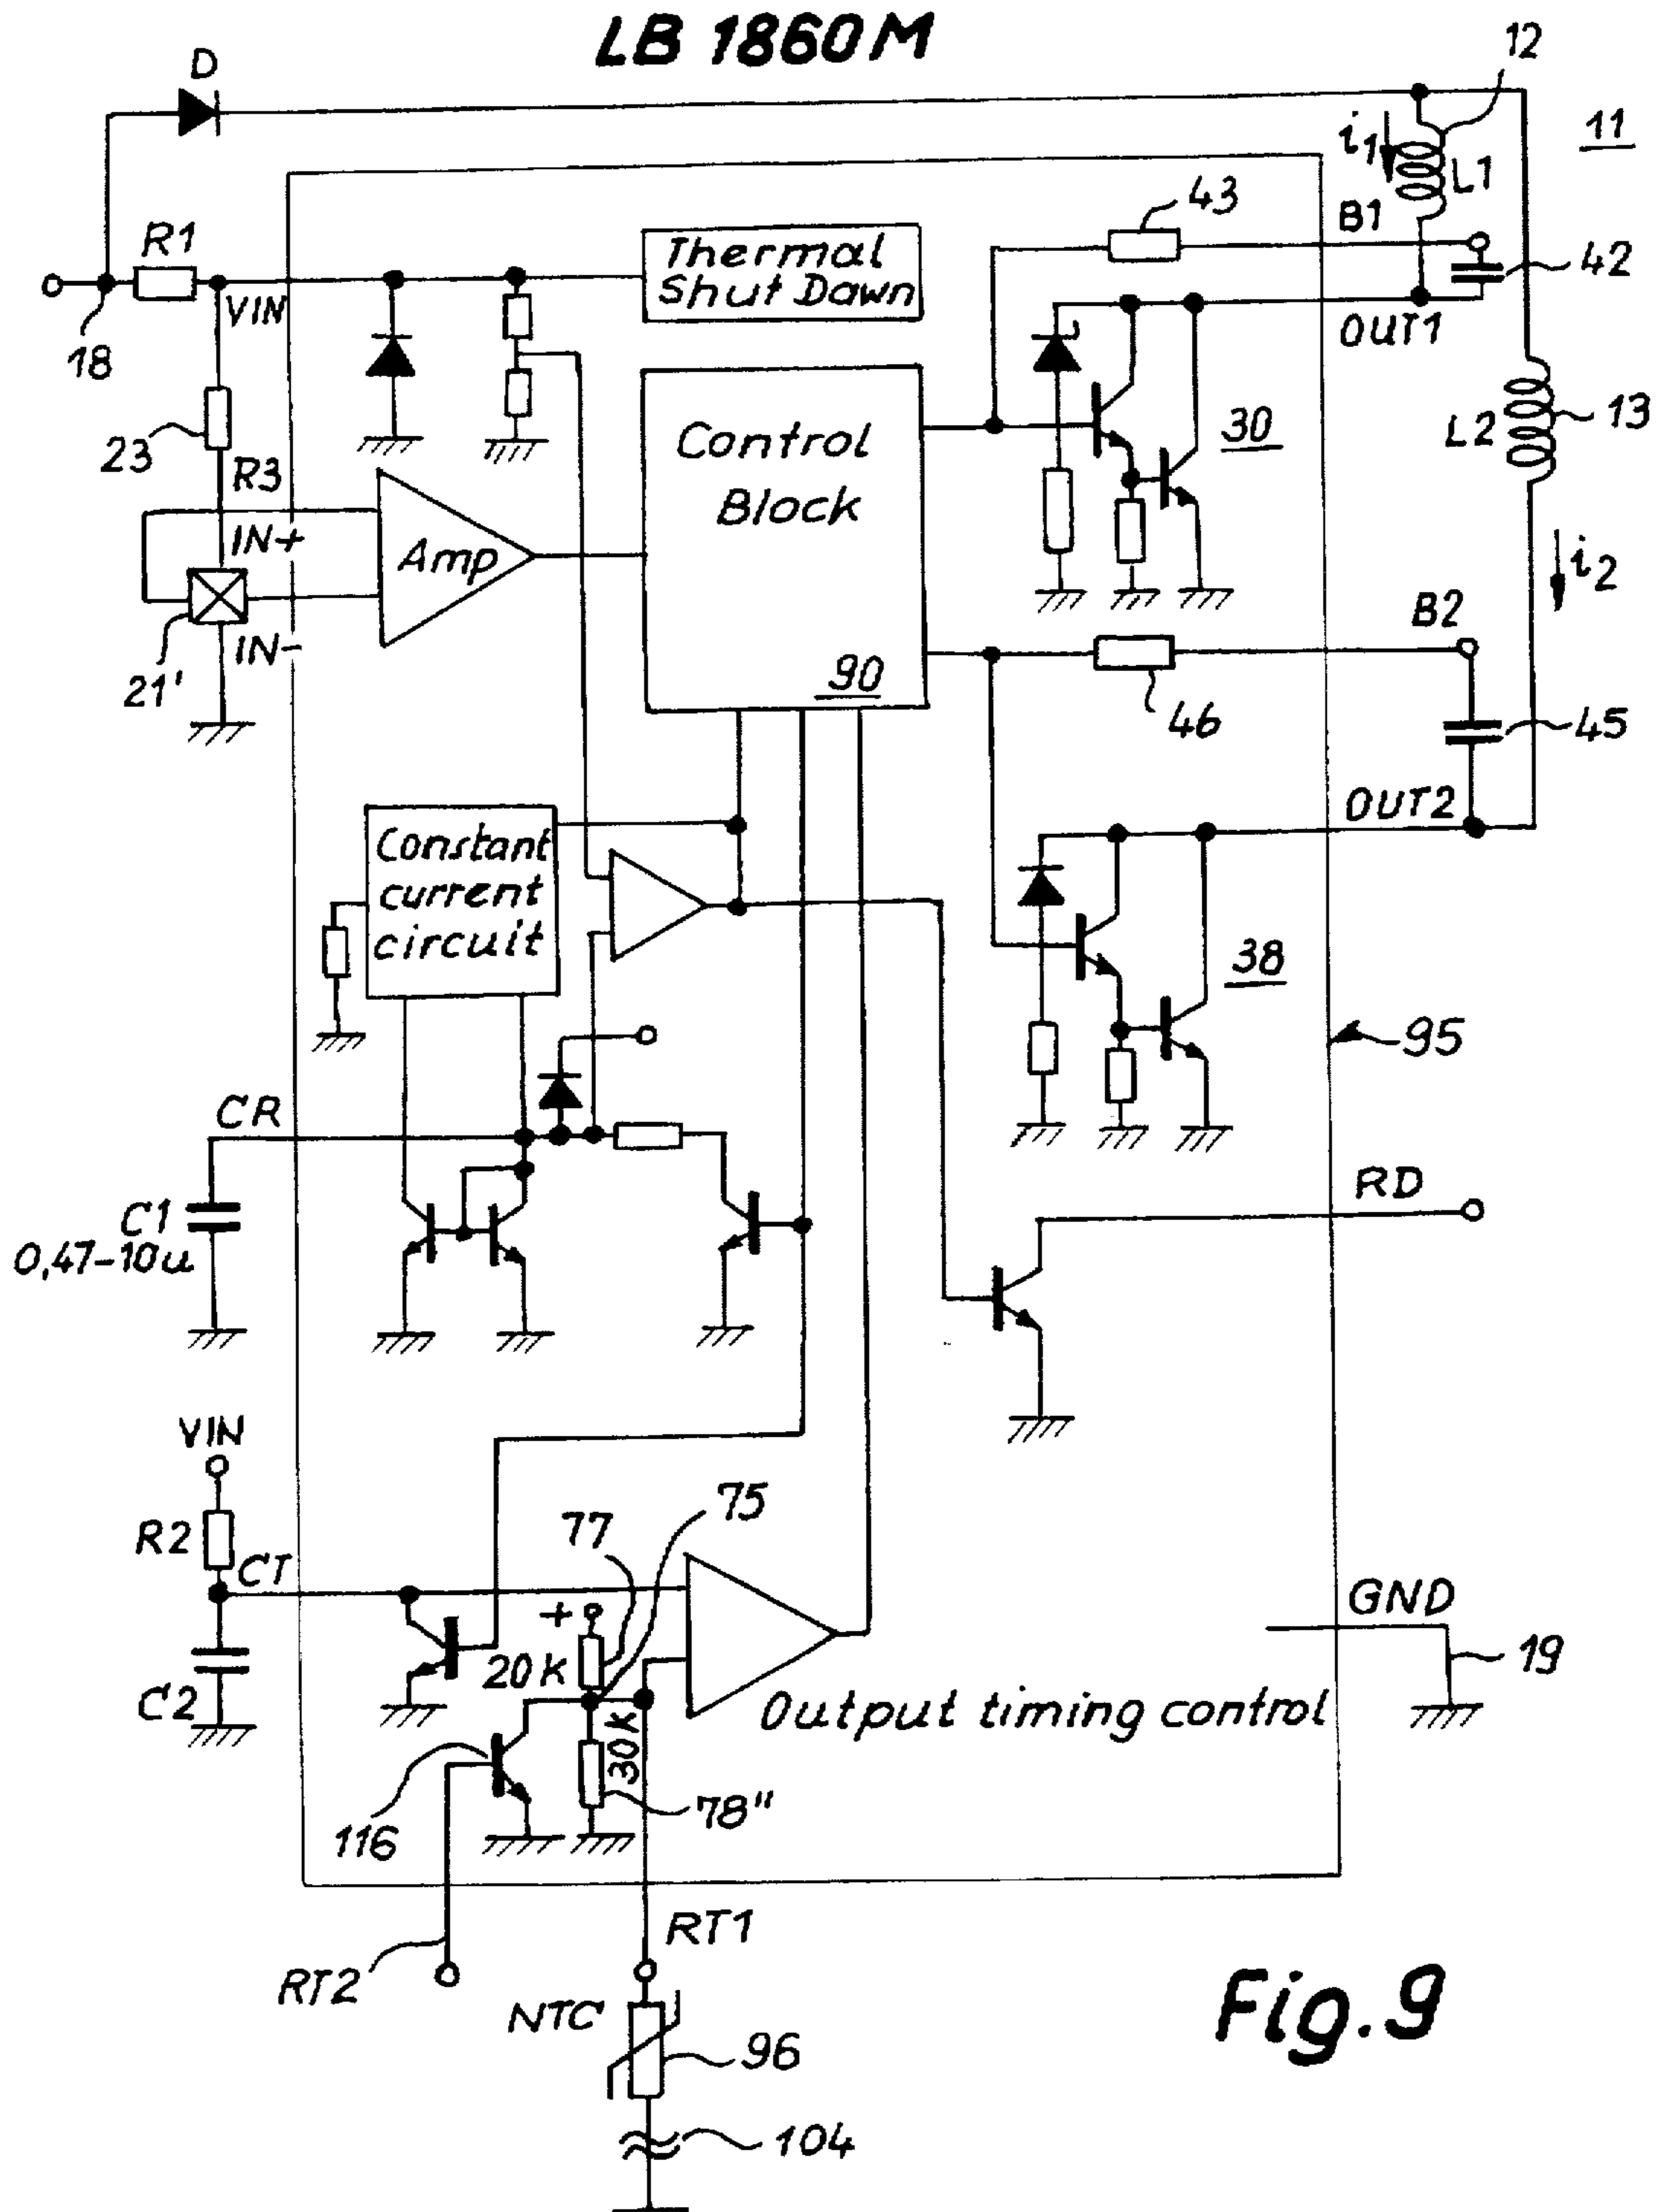 LB 1860M
D
12
11
i1
L1
R1
B1
43
42
Thermal
Shut Dawn
VIN
OUT1
18
Control
Block
30
L2
13
23
R3
IN+
Amp
i2
B2
IN-
21'
90
46
45
OUT2
Constant
current
circuit
38
95
CR
RD
C1
0,47-10u
VIN
75
77
R2
CT
GND
+
20k
19
C2
Output timing control
30k
78"
116
RT1
RT2
NTC
96
104
Fig.9